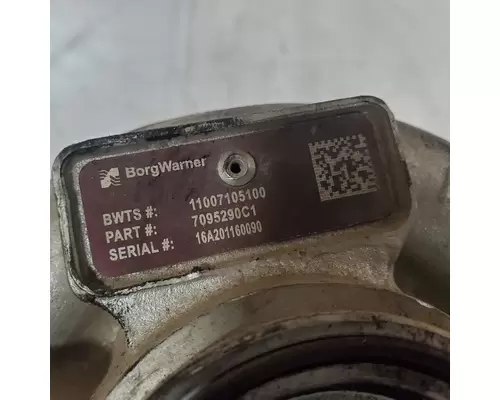 BorgWarner
BWTS #: 11007105100
PART #: 7095290C1
SERIAL #: 16A201160090